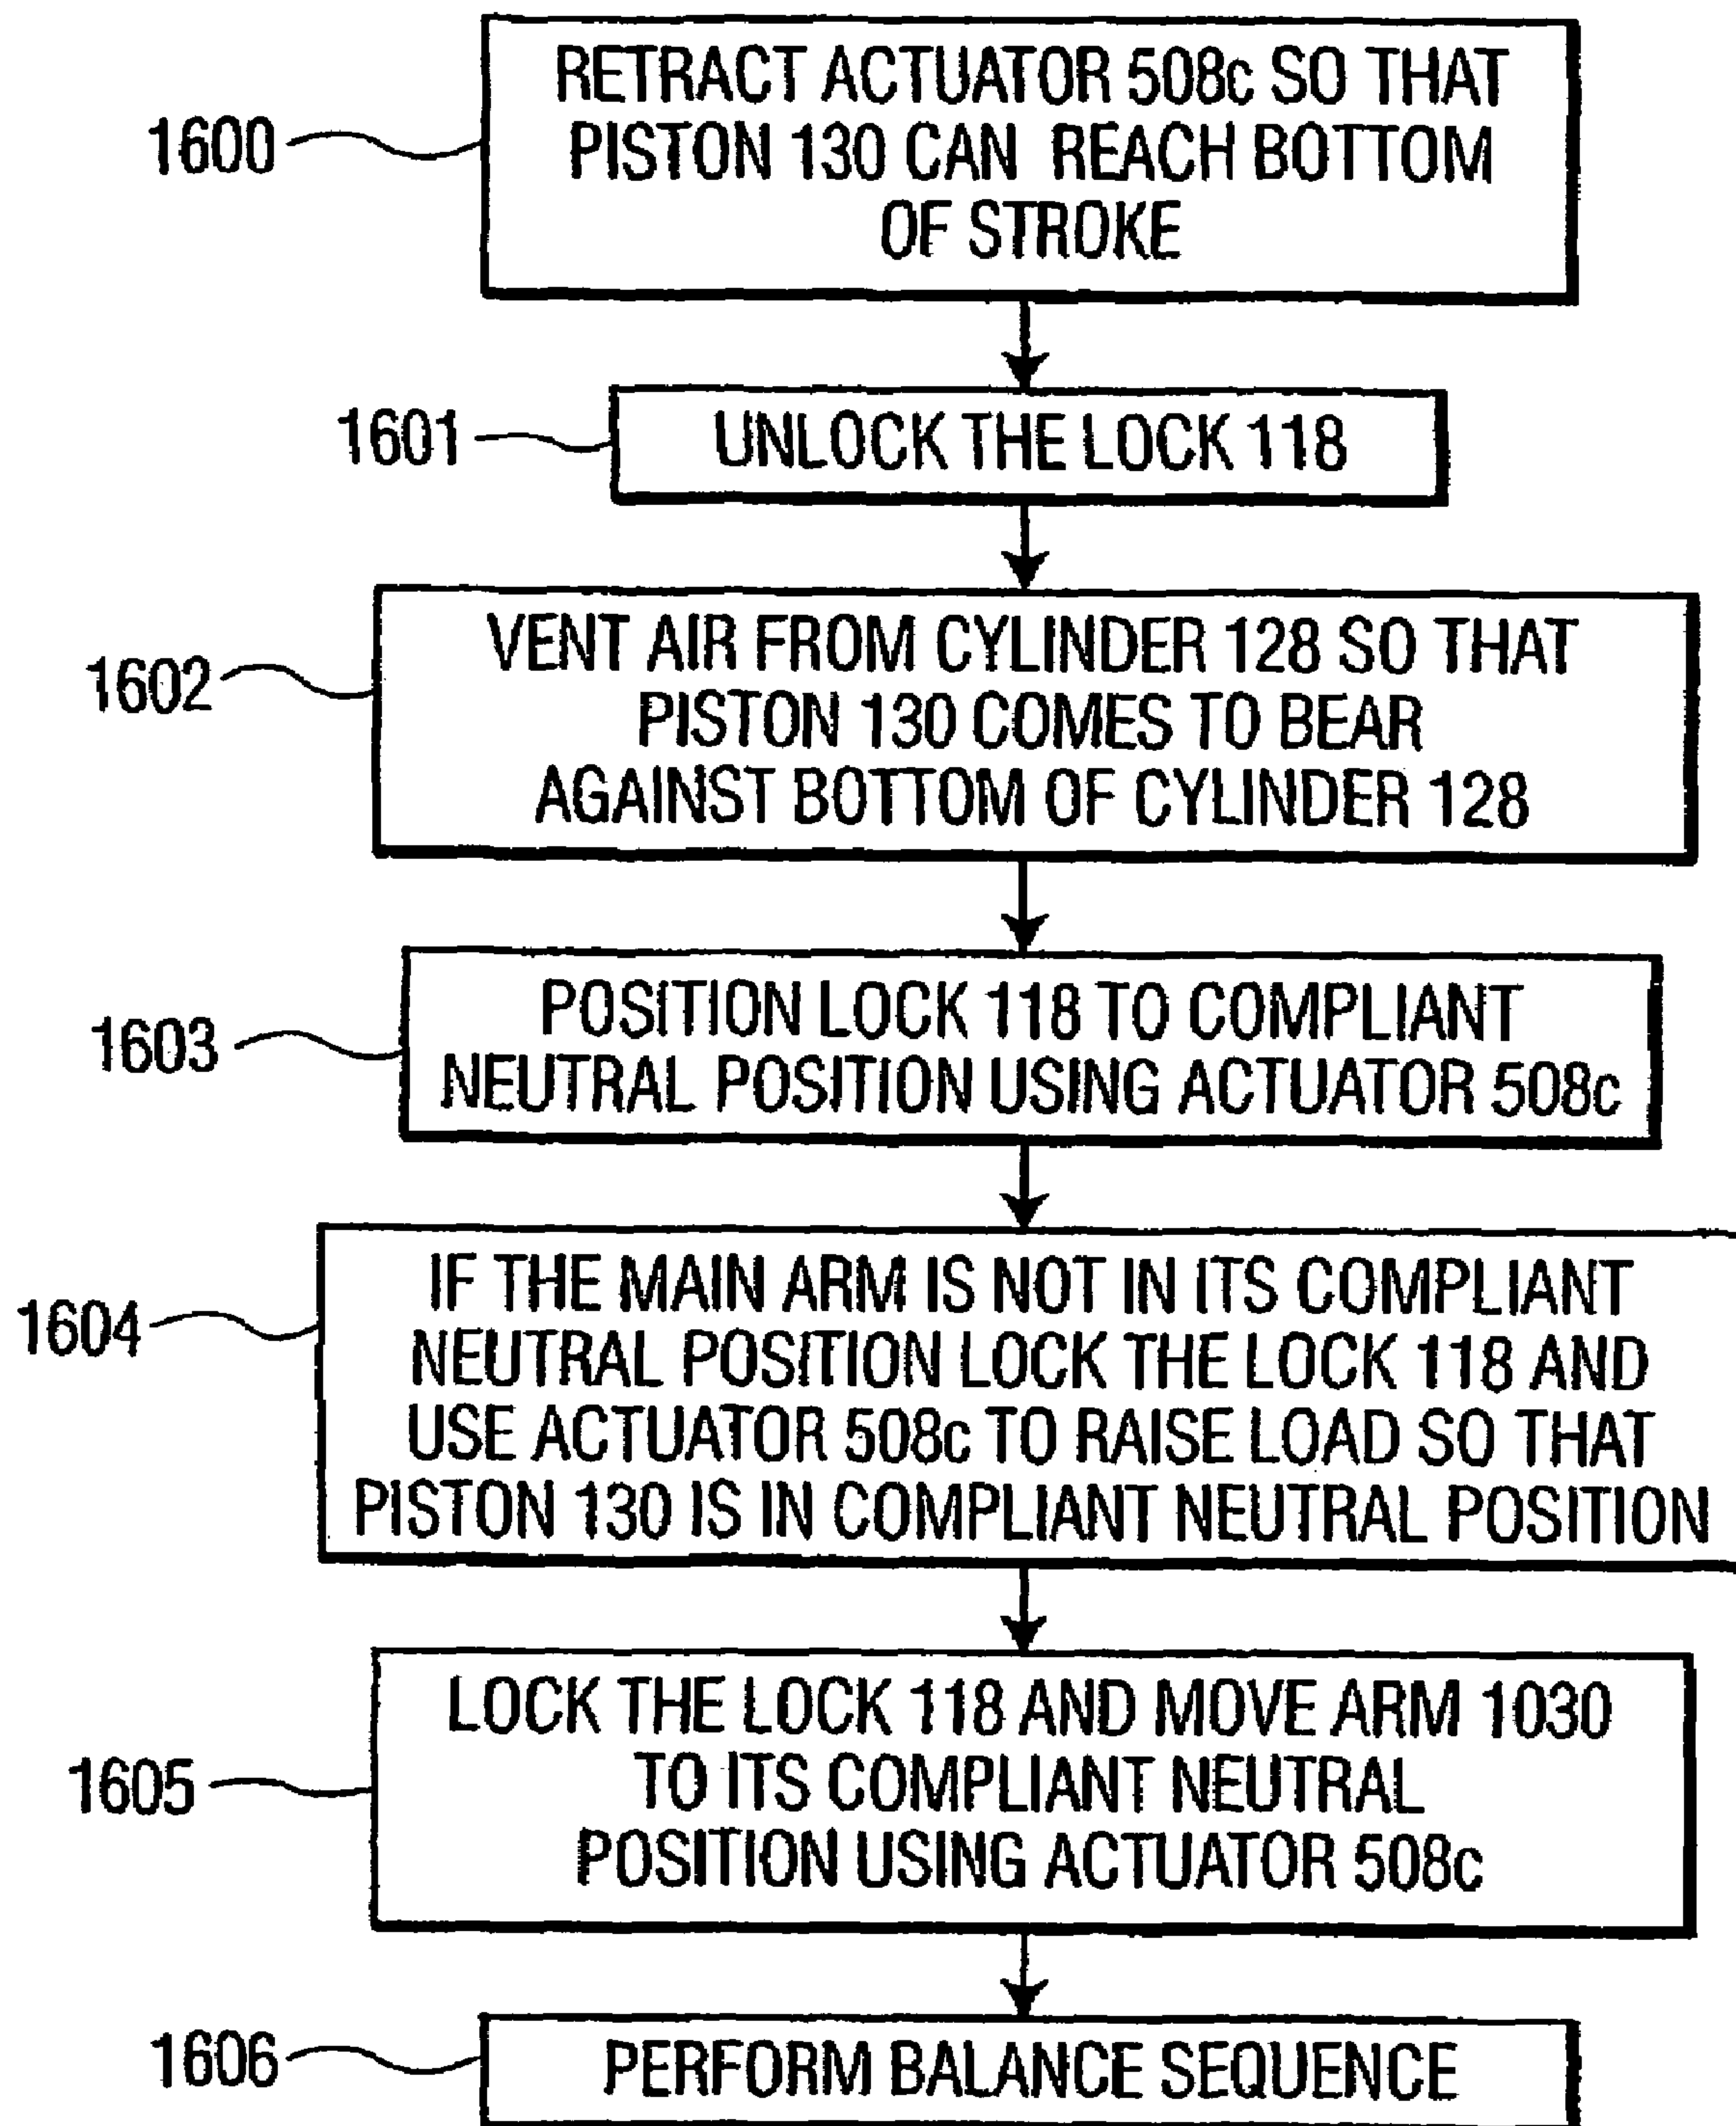 1600
RETRACT ACTUATOR 508c SO THAT
PISTON 130 CAN REACH BOTTOM
OF STROKE
1601
UNLOCK THE LOCK 118
1602
VENT AIR FROM CYLINDER 128 SO THAT
PISTON 130 COMES TO BEAR
AGAINST BOTTOM OF CYLINDER 128
1603
POSITION LOCK 118 TO COMPLIANT
NEUTRAL POSITION USING ACTUATOR 508c
1604
IF THE MAIN ARM IS NOT IN ITS COMPLIANT
NEUTRAL POSITION LOCK THE LOCK 118 AND
USE ACTUATOR 508c TO RAISE LOAD SO THAT
PISTON 130 IS IN COMPLIANT NEUTRAL POSITION
1605
LOCK THE LOCK 118 AND MOVE ARM 1030
TO ITS COMPLIANT NEUTRAL
POSITION USING ACTUATOR 508c
1606
PERFORM BALANCE SEQUENCE